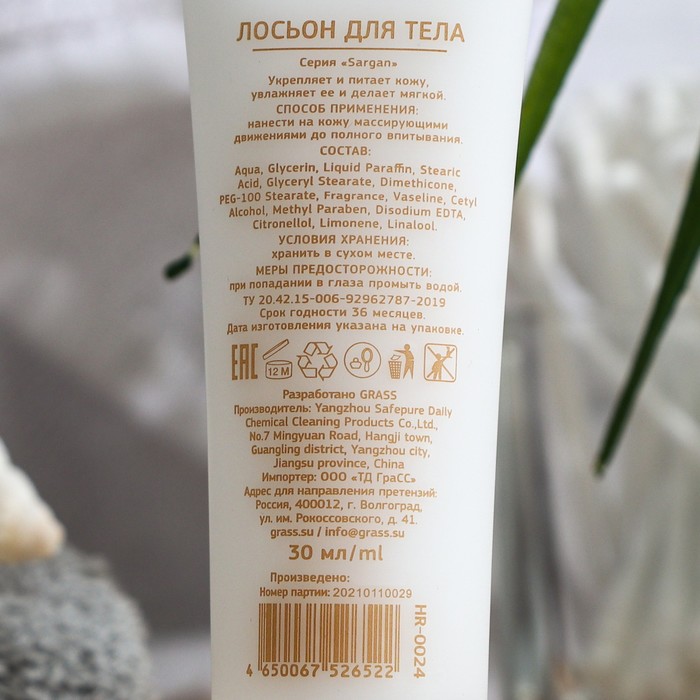 ЛОСЬОН ДЛЯ ТЕЛА
Серия «Sargan»
Укрепляет и питает кожу,
увлажняет ее и делает мягкой.
СПОСОБ ПРИМЕНЕНИЯ:
нанести на кожу массирующими
движениями до полного впитывания.
СОСТАВ:
Aqua, Glycerin, Liquid Paraffin, Stearic
Acid, Glyceryl Stearate, Dimethicone,
PEG-100 Stearate, Fragrance, Vaseline, Cetyl
Alcohol, Methyl Paraben, Disodium EDTA,
Citronellol, Limonene, Linalool.
УСЛОВИЯ ХРАНЕНИЯ:
хранить в сухом месте.
МЕРЫ ПРЕДОСТОРОЖНОСТИ:
при попадании в глаза промыть водой.
ТУ 20.42.15-006-92962787-2019
Срок годности 36 месяцев.
Дата изготовления указана на упаковке.
EAC 12 M
Разработано GRASS
Производитель: Yangzhou Safepure Daily
Chemical Cleaning Products Co.,Ltd.,
No.7 Mingyuan Road, Hangji town,
Guangling district, Yangzhou city,
Jiangsu province, China
Импортер: ООО «ТД ГраСС»
Адрес для направления претензий:
Россия, 400012, г. Волгоград,
ул. им. Рокоссовского, д. 41.
grass.su / info@grass.su
30 мл/ml
Произведено:
Номер партии: 20210110029
4 650067 526522
HR-0024